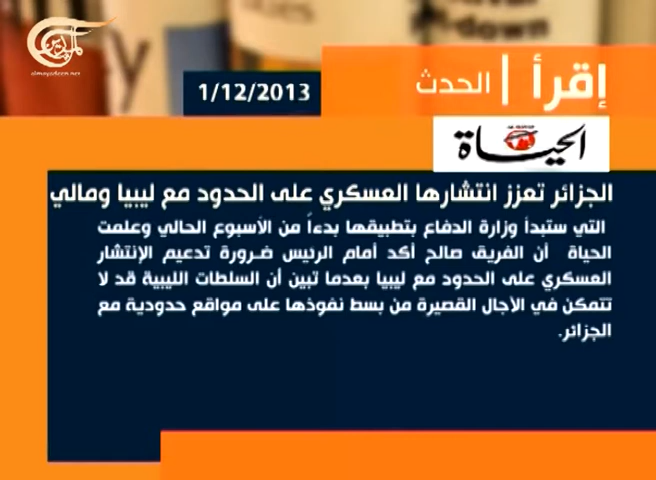 الميادين
almayadeen.net
إقرأ | الحدث
1/12/2013
الحياة
الجزائر تعزز انتشارها العسكري على الحدود مع ليبيا ومالي
التي ستبدأ وزارة الدفاع بتطبيقها بدءاً من الأسبوع الحالي وعلمت
الحياة أن الفريق صالح أكد أمام الرئيس ضرورة تدعيم الإنتشار
العسكري على الحدود مع ليبيا بعدما تبين أن السلطات الليبية قد لا
تتمكن في الآجال القصيرة من بسط نفوذها على مواقع حدودية مع
الجزائر.